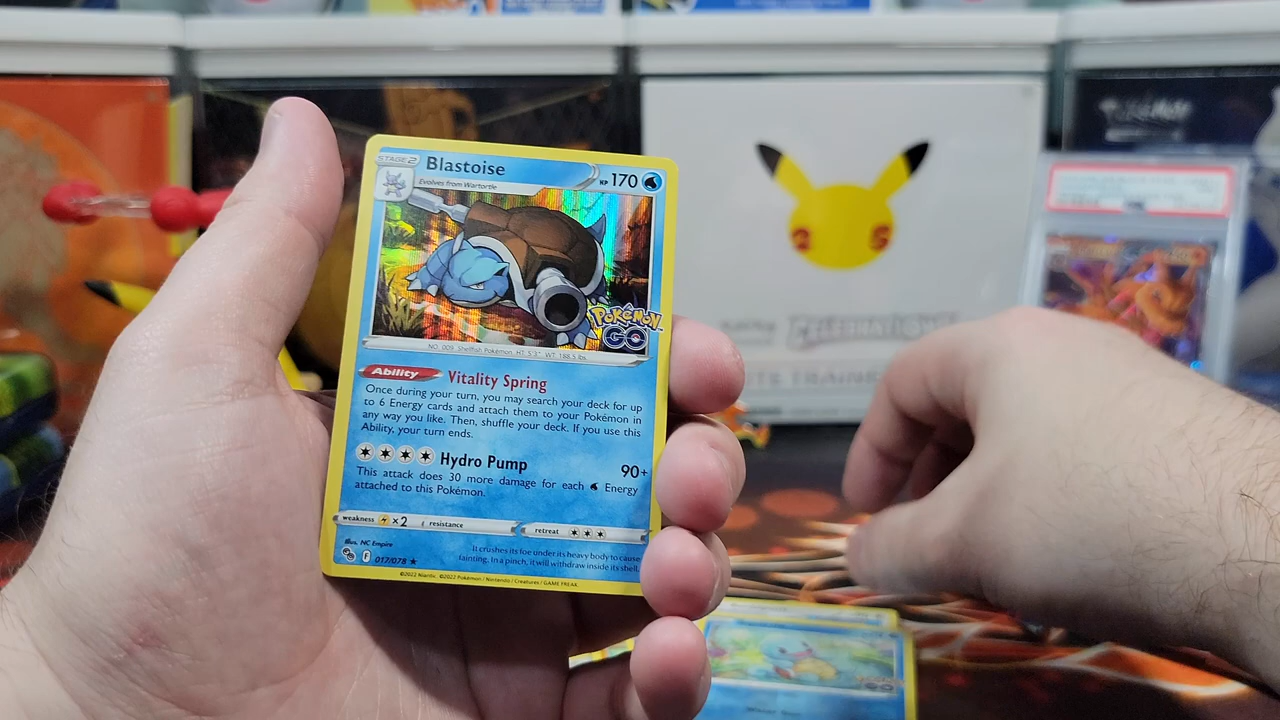 STAGE 2
Blastoise
HP 170
Evolves from Wartortle
Pokémon
GO
NO. 009 Shellfish Pokémon HT: 5'3" WT: 188.5 lbs.
Ability Vitality Spring
Once during your turn, you may search your deck for up
to 6 Energy cards and attach them to your Pokémon in
any way you like. Then, shuffle your deck. If you use this
Ability, your turn ends.
Hydro Pump 90+
This attack does 30 more damage for each Energy
attached to this Pokémon.
weakness ×2 resistance retreat
Illus. NC Empire
F 017/078 ★
It crushes its foe under its heavy body to cause
fainting. In a pinch, it will withdraw inside its shell.
©2022 Niantic. ©2022 Pokémon / Nintendo / Creatures / GAME FREAK
GO